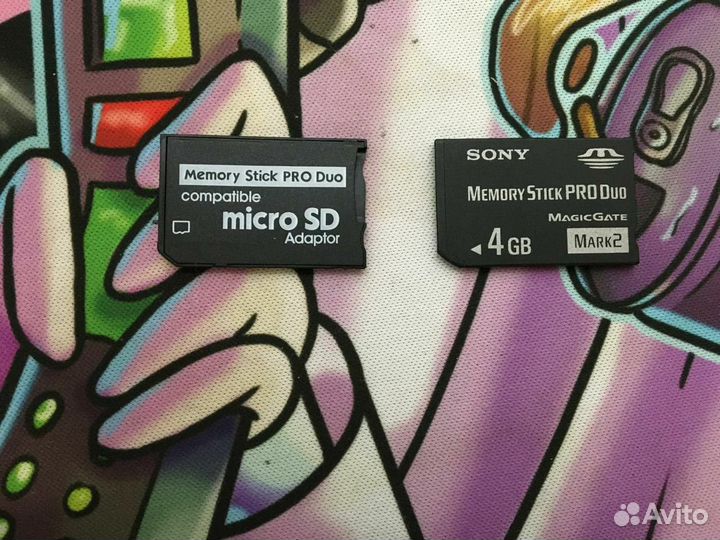 Memory Stick PRO Duo
compatible
micro SD
Adaptor
SONY
MEMORY STICK PRO DUO
MAGICGATE
4 GB
MARK2
Avito